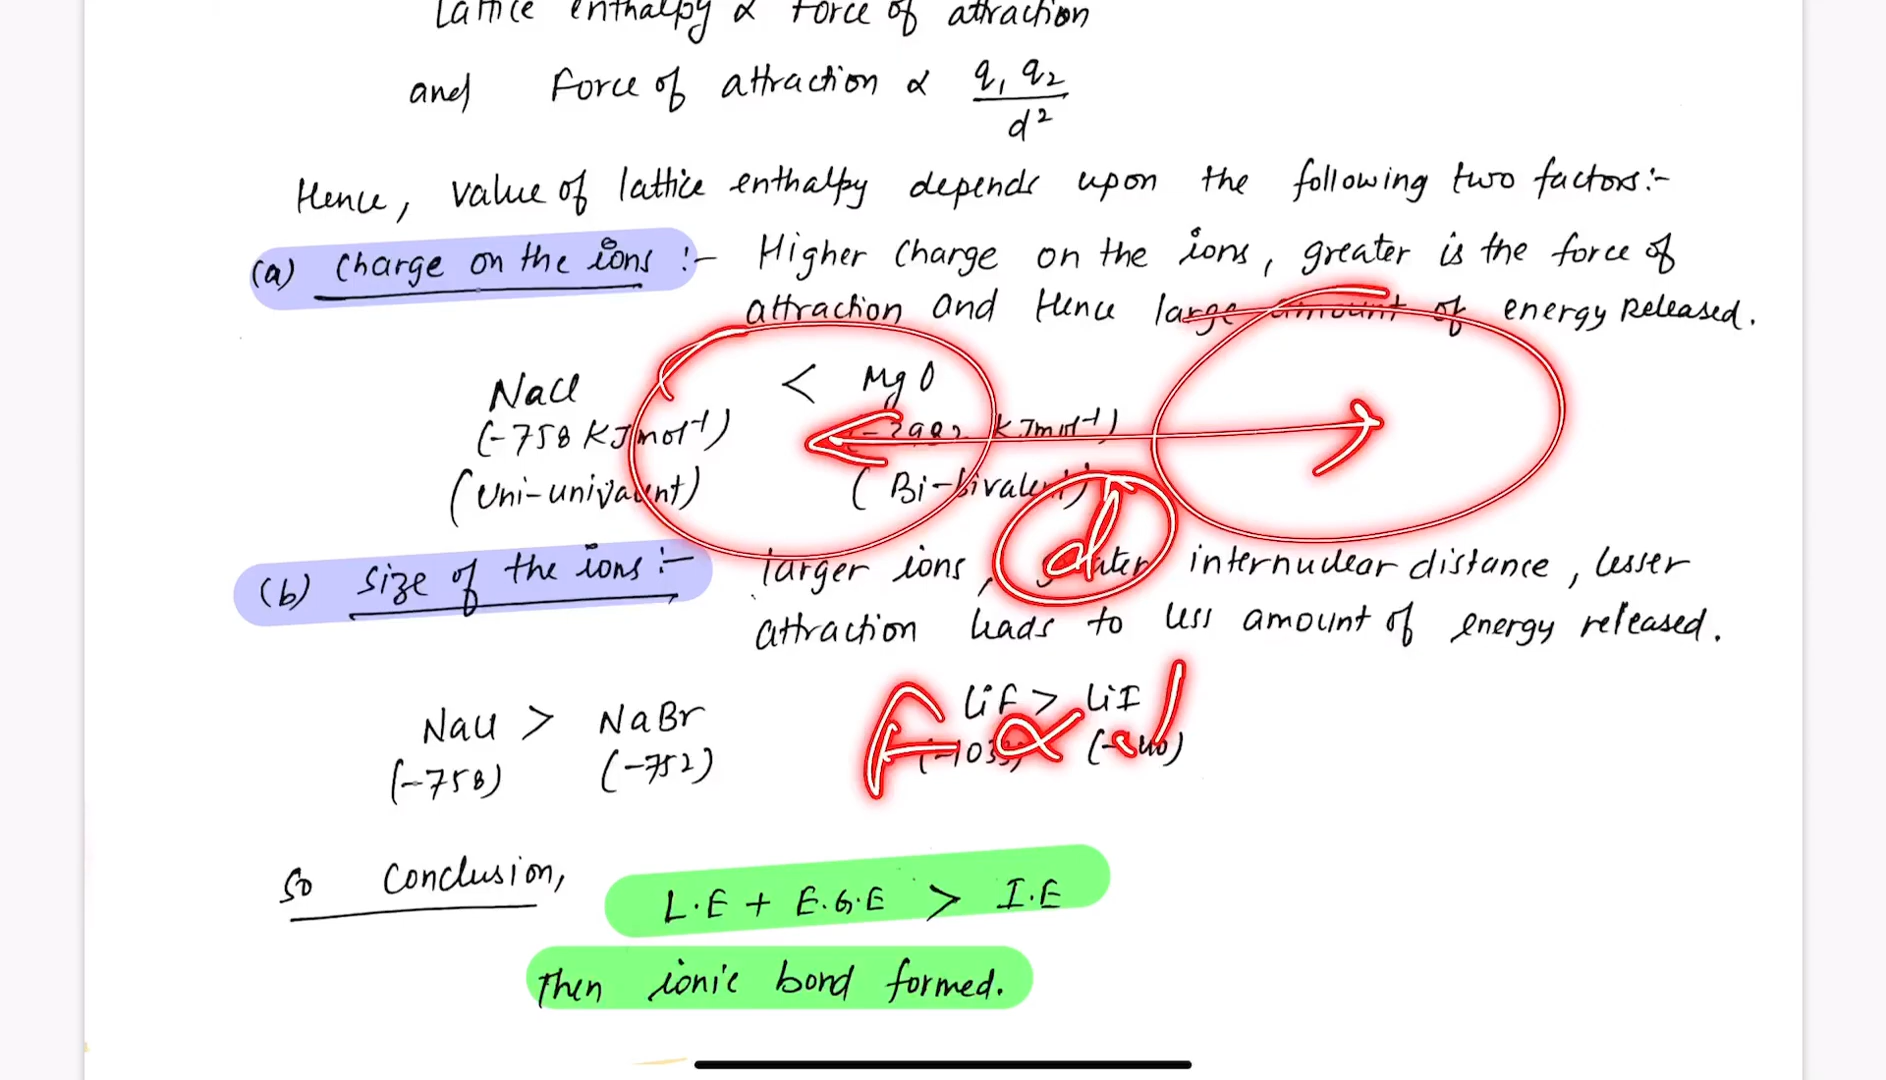 Lattice enthalpy ∝ Force of attraction
and Force of attraction ∝ q₁ q₂ / d²
Hence, value of lattice enthalpy depends upon the following two factors:-
(a) Charge on the ions :- Higher Charge on the ions, greater is the force of
attraction and Hence large amount of energy Released.
NaCl < MgO
(-758 KJmol⁻¹) KJmol⁻¹)
(Uni-univalent) (Bi-bivalent)
d
(b) Size of the ions :- larger ions, greater internuclear distance, lesser
attraction leads to less amount of energy released.
NaCl > NaBr LiF > LiI
(-758) (-752)
F ∝
So Conclusion,
L.E + E.G.E > I.E
Then ionic bond formed.